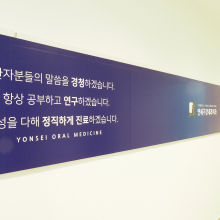 환자분들의 말씀을 경청하겠습니다.
항상 공부하고 연구하겠습니다.
성을 다해 정직하게 진료하겠습니다.
YONSEI ORAL MEDICINE